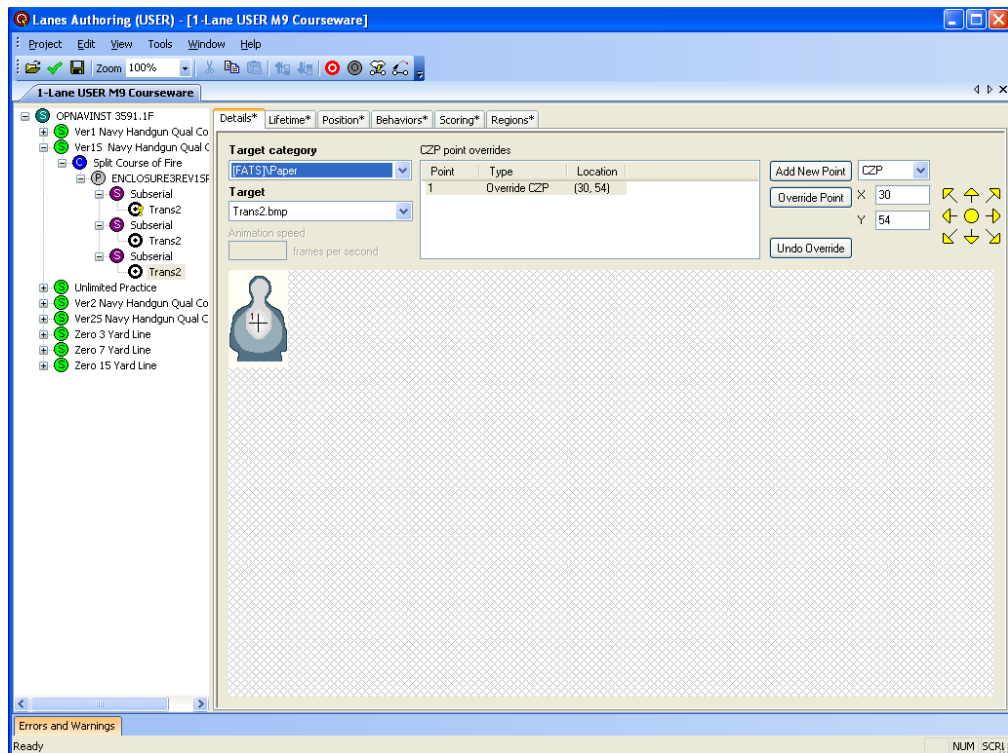 Lanes Authoring (USER) - [1-Lane USER M9 Courseware]
Project Edit View Tools Window Help
Zoom 100%
1-Lane USER M9 Courseware
OPNAVINST 3591.1F
Ver1 Navy Handgun Qual Co
Ver1S Navy Handgun Qual C
Split Course of Fire
ENCLOSURE3REV1SF
Subserial
Trans2
Subserial
Trans2
Subserial
Trans2
Unlimited Practice
Ver2 Navy Handgun Qual Co
Ver2S Navy Handgun Qual C
Zero 3 Yard Line
Zero 7 Yard Line
Zero 15 Yard Line
Details* Lifetime* Position* Behaviors* Scoring* Regions*
Target category
[FATS]\Paper
Target
Trans2.bmp
Animation speed
frames per second
CZP point overrides
Point Type Location
1 Override CZP (30, 54)
Add New Point CZP
Override Point X 30
Y 54
Undo Override
1
Errors and Warnings
Ready NUM SCRL